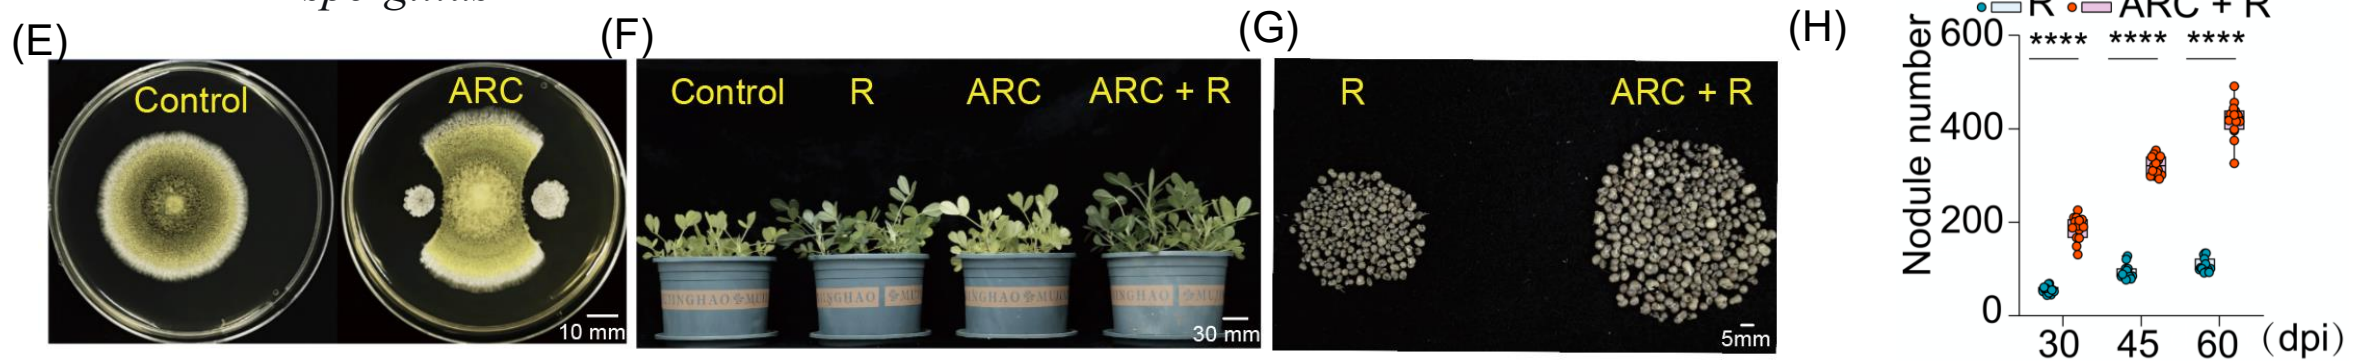 (E)
Control
ARC
10 mm
(F)
Control R ARC ARC + R
30 mm
(G)
R ARC + R
5mm
(H)
R ARC + R
Nodule number
600
400
200
0
**** **** ****
30 45 60 (dpi)